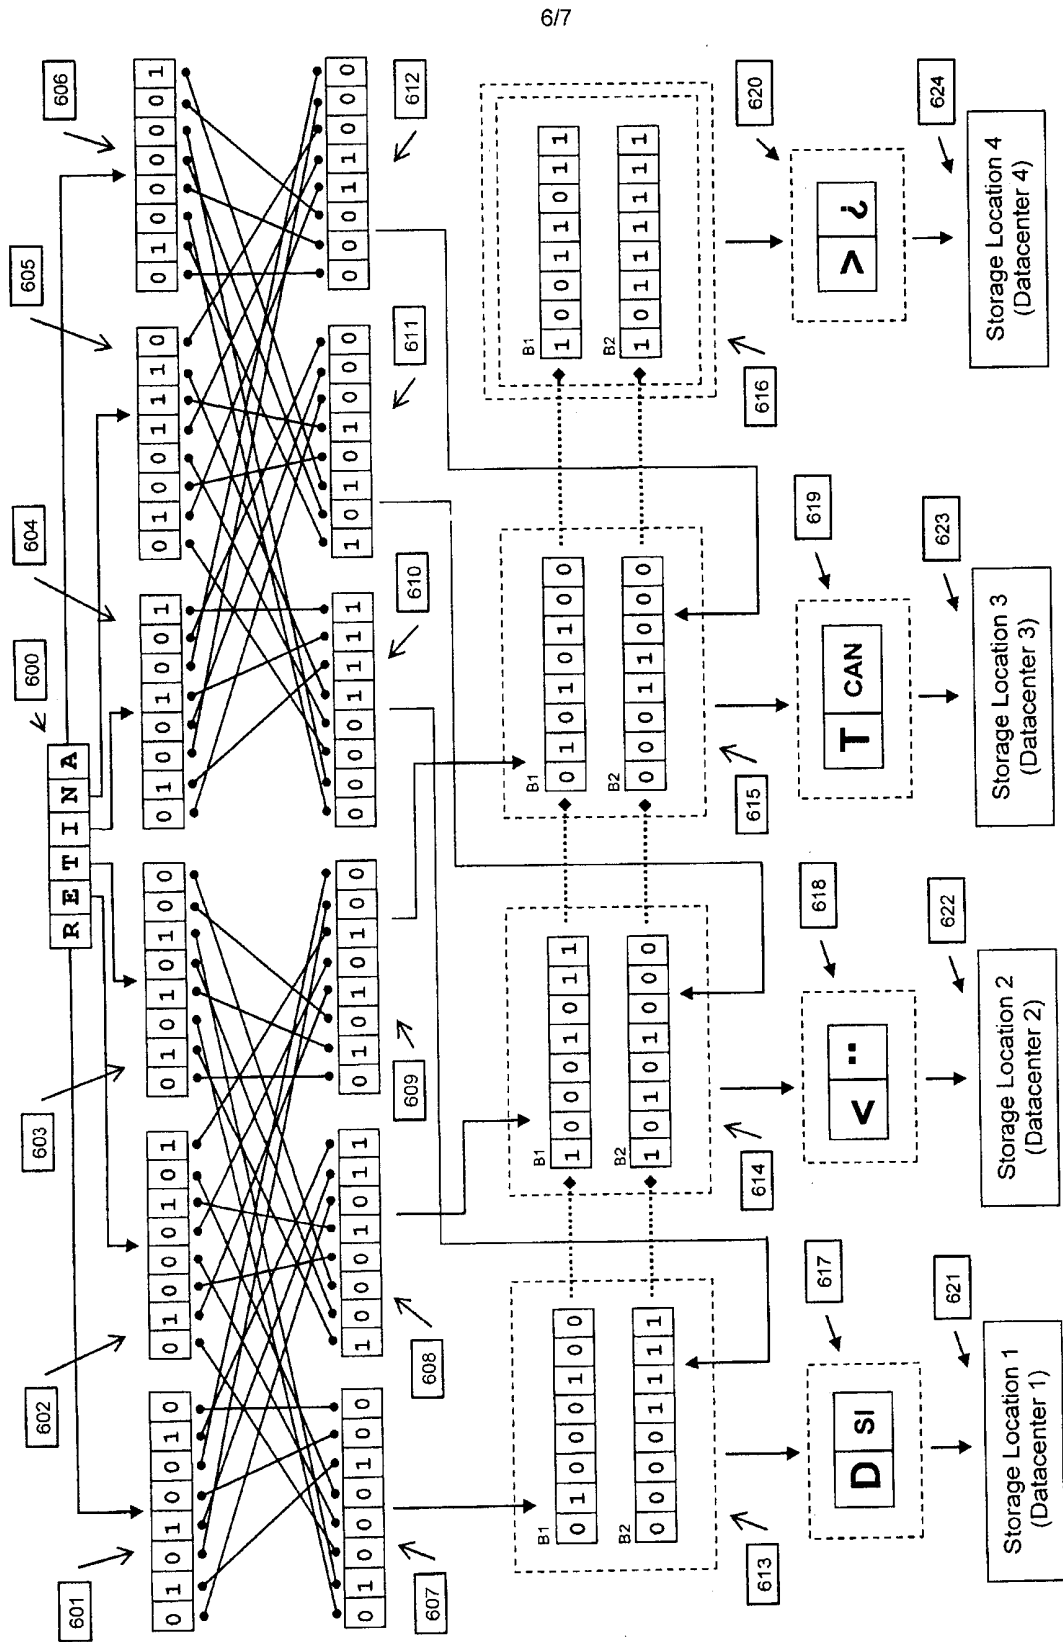 6/7
600
R E T I N A
601 602 603 604 605 606
0 1 0 1 0 0 1 0
0 1 0 0 0 1 0 1
0 1 0 1 0 1 0 0
0 1 0 0 1 0 0 1
0 1 0 0 1 1 1 0
0 1 0 0 0 0 0 1
0 1 0 0 0 1 0 0
1 0 0 0 1 0 1 1
0 1 0 1 0 1 0 0
0 0 0 0 1 1 1 1
1 0 1 0 1 0 0 0
0 0 0 1 1 0 0 0
607 608 609 610 611 612
B1
0 1 0 0 0 1 0 0
B2
0 0 0 0 1 1 1 1
613
B1
1 0 0 0 1 0 1 1
B2
1 0 1 0 1 0 0 0
614
B1
0 1 0 1 0 1 0 0
B2
0 0 0 1 1 0 0 0
615
B1
1 0 0 1 1 0 1 1
B2
1 0 1 1 1 1 1 1
616
617 618 619 620
D SI
< ¨
T CAN
> ¿
621 622 623 624
Storage Location 1
(Datacenter 1)
Storage Location 2
(Datacenter 2)
Storage Location 3
(Datacenter 3)
Storage Location 4
(Datacenter 4)